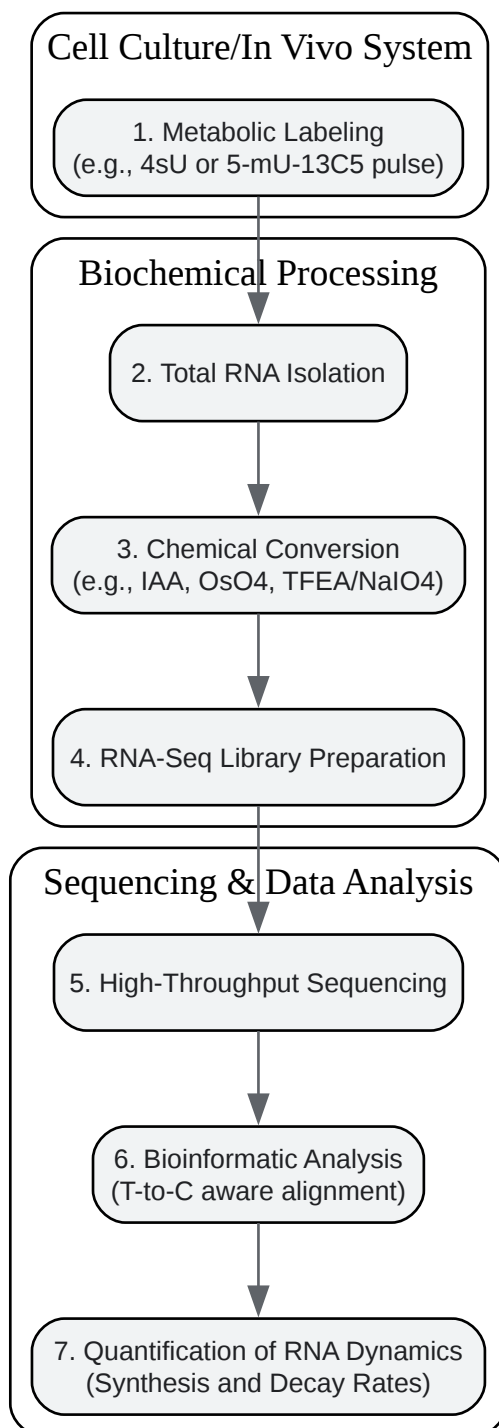 Cell Culture/In Vivo System
1. Metabolic Labeling
(e.g., 4sU or 5-mU-13C5 pulse)
Biochemical Processing
2. Total RNA Isolation
3. Chemical Conversion
(e.g., IAA, OsO4, TFEA/NaIO4)
4. RNA-Seq Library Preparation
Sequencing & Data Analysis
5. High-Throughput Sequencing
6. Bioinformatic Analysis
(T-to-C aware alignment)
7. Quantification of RNA Dynamics
(Synthesis and Decay Rates)